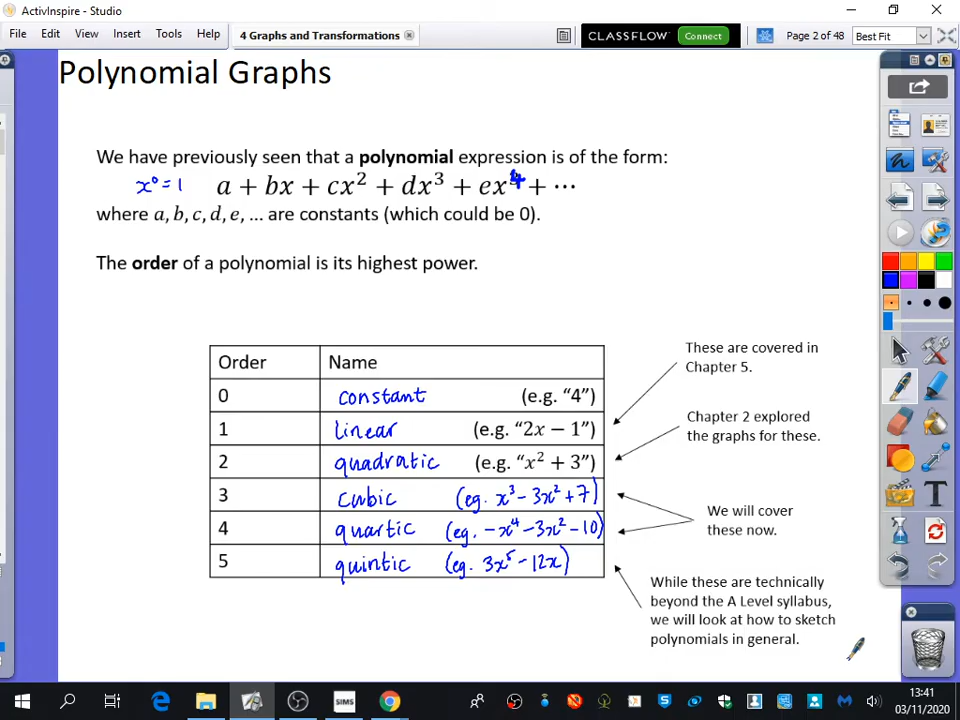 ActivInspire - Studio
File Edit View Insert Tools Help
4 Graphs and Transformations
CLASSFLOW Connect
Page 2 of 48
Best Fit
Polynomial Graphs
We have previously seen that a polynomial expression is of the form:
x⁰ = 1
a + bx + cx² + dx³ + ex⁴ + ⋯
where a, b, c, d, e, ... are constants (which could be 0).
The order of a polynomial is its highest power.
Order Name
0 constant (e.g. “4”)
1 linear (e.g. “2x − 1”)
2 quadratic (e.g. “x² + 3”)
3 cubic (eg. x³ − 3x² + 7)
4 quartic (eg. −x⁴ − 3x² − 10)
5 quintic (eg. 3x⁵ − 12x)
These are covered in
Chapter 5.
Chapter 2 explored
the graphs for these.
We will cover
these now.
While these are technically
beyond the A Level syllabus,
we will look at how to sketch
polynomials in general.
SIMS
13:41
03/11/2020